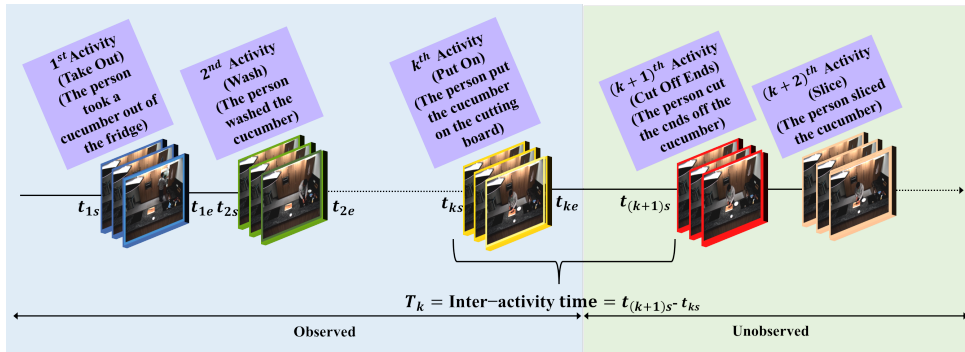 1st Activity
(Take Out)
(The person
took a
cucumber out of
the fridge)
2nd Activity
(Wash)
(The person
washed the
cucumber)
kth Activity
(Put On)
(The person put
the cucumber
on the cutting
board)
(k+1)th Activity
(Cut Off Ends)
(The person cut
the ends off the
cucumber)
(k+2)th Activity
(Slice)
(The person sliced
the cucumber)
t1s
t1e
t2s
t2e
tks
tke
t(k+1)s
Tk = Inter−activity time = t(k+1)s- tks
Observed
Unobserved